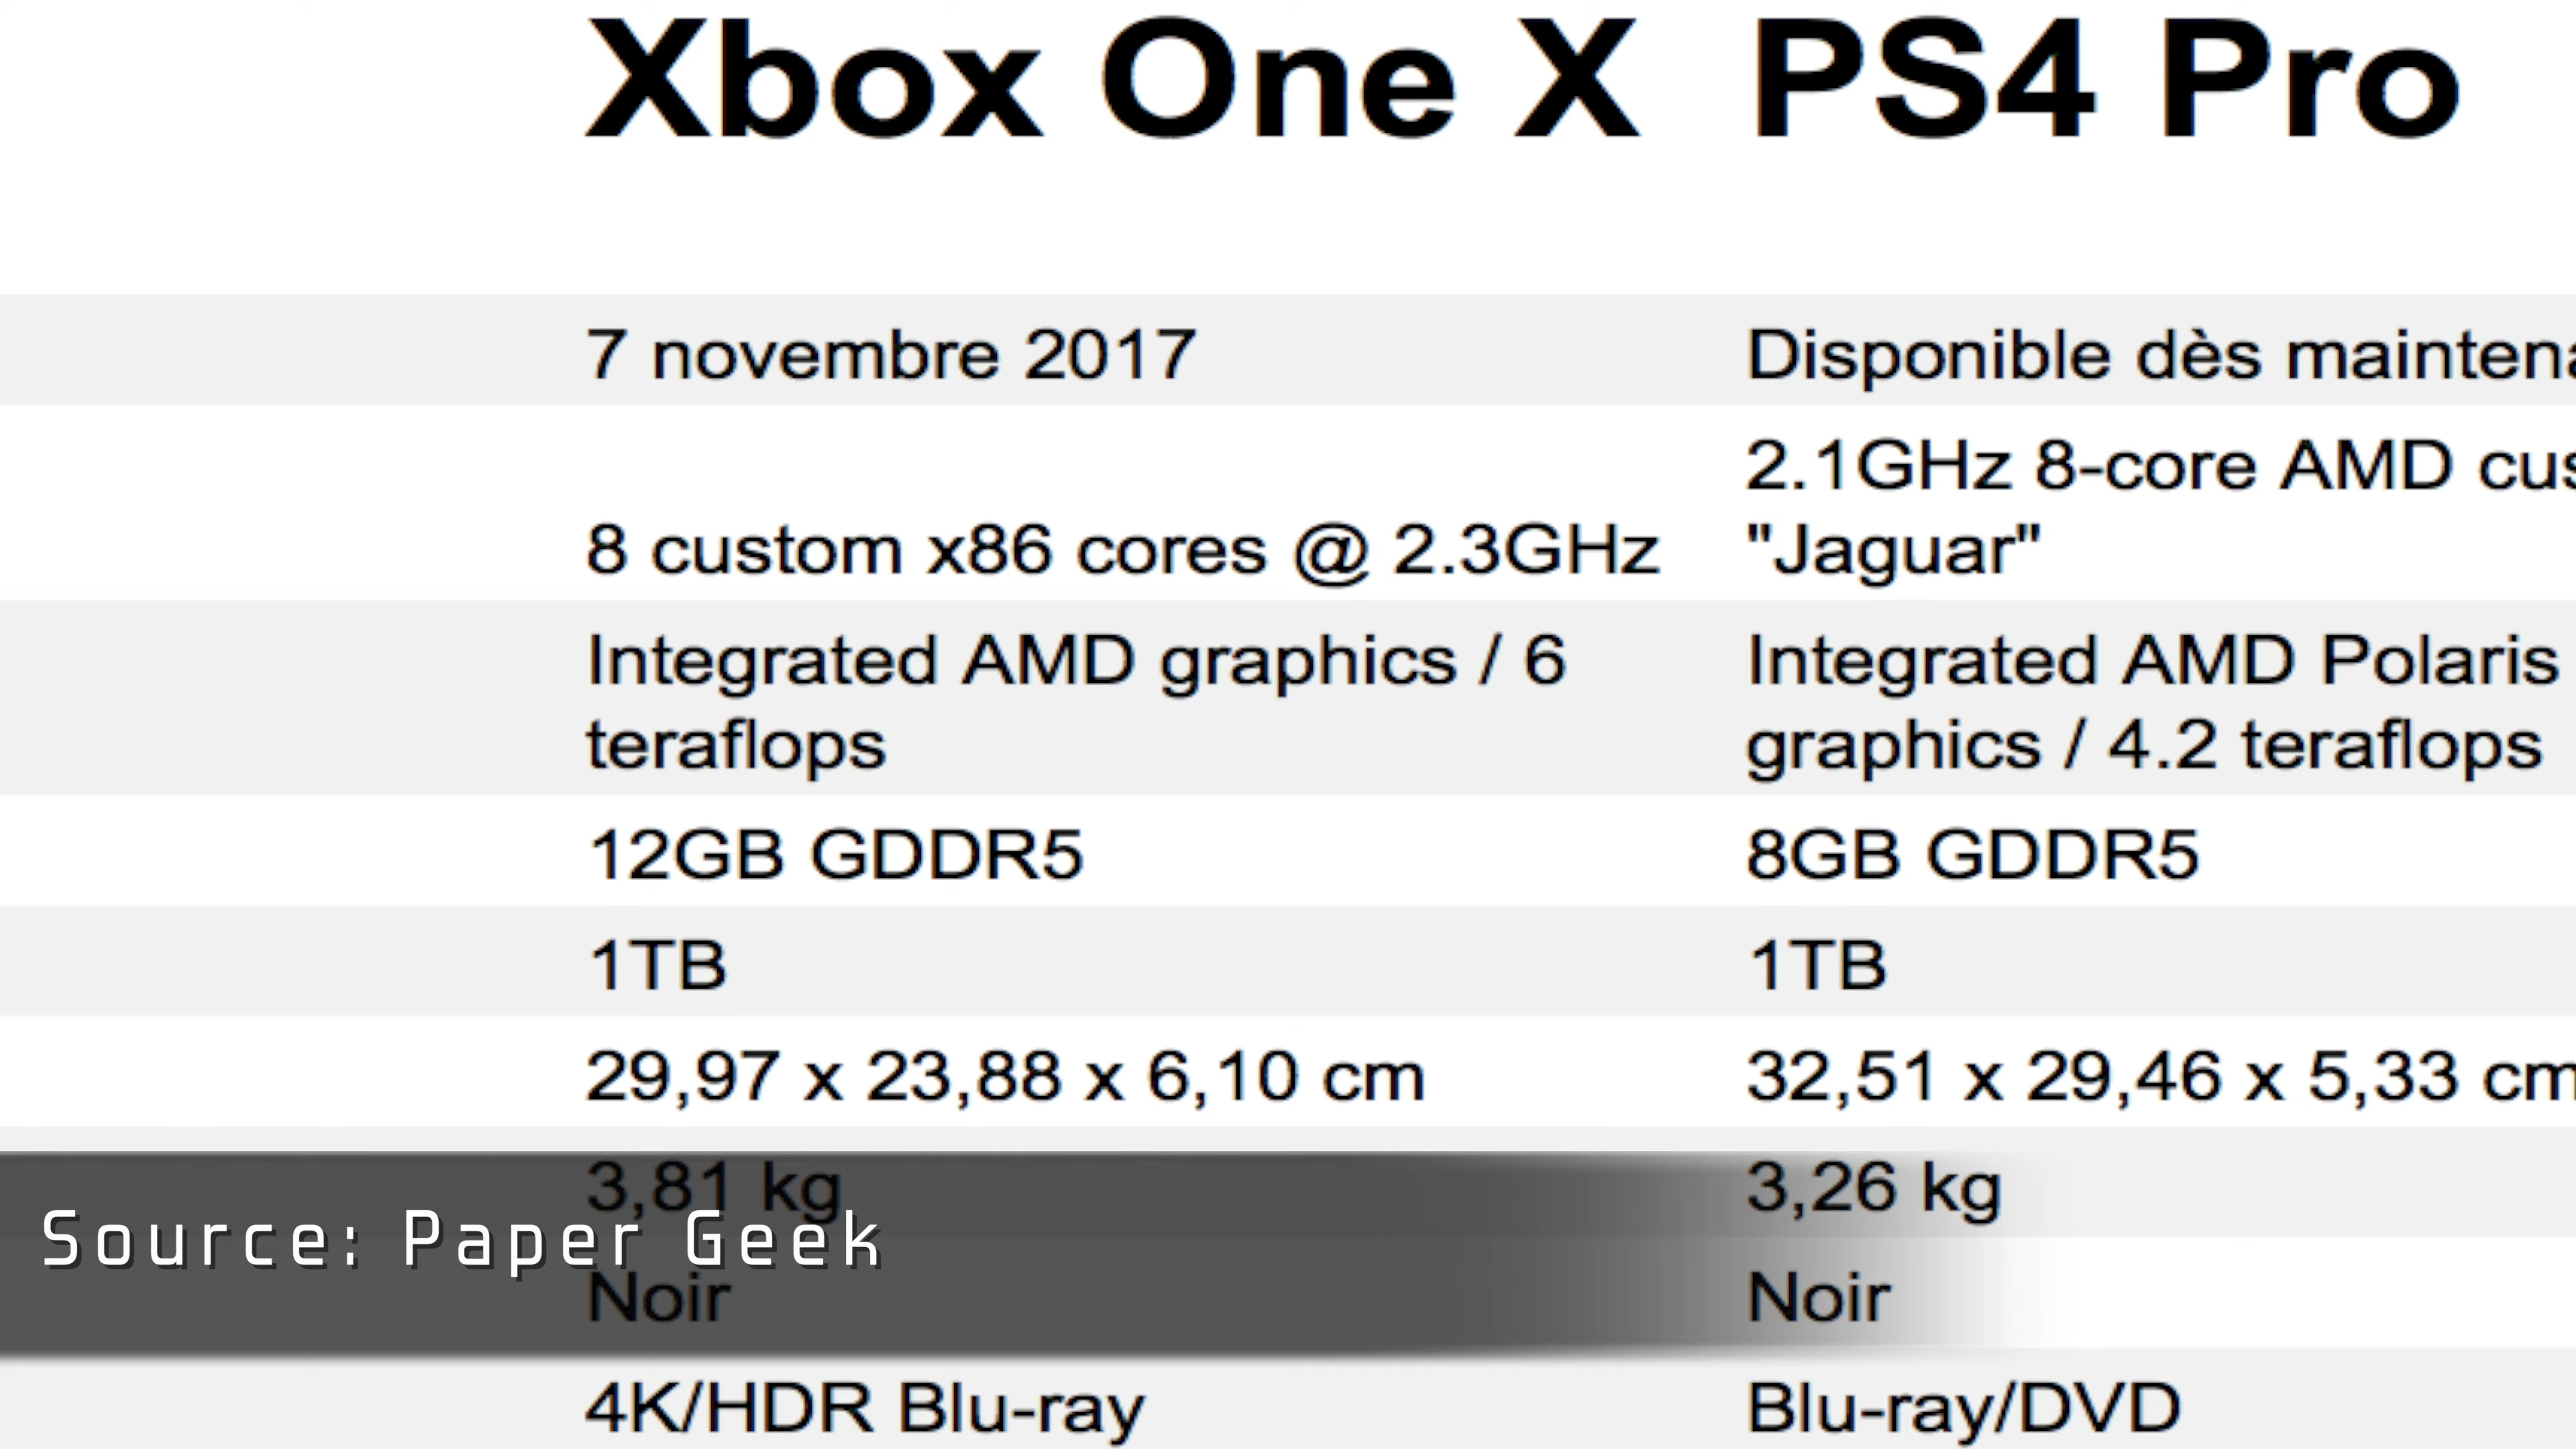 Xbox One X PS4 Pro
7 novembre 2017 Disponible dès
2.1GHz 8-core AMD
8 custom x86 cores @ 2.3GHz "Jaguar"
Integrated AMD graphics / 6 Integrated AMD Polaris
teraflops graphics / 4.2 teraflops
12GB GDDR5 8GB GDDR5
1TB 1TB
29,97 x 23,88 x 6,10 cm 32,51 x 29,46 x 5,33 cm
3,81 kg 3,26 kg
Source: Paper Geek
Noir Noir
4K/HDR Blu-ray Blu-ray/DVD